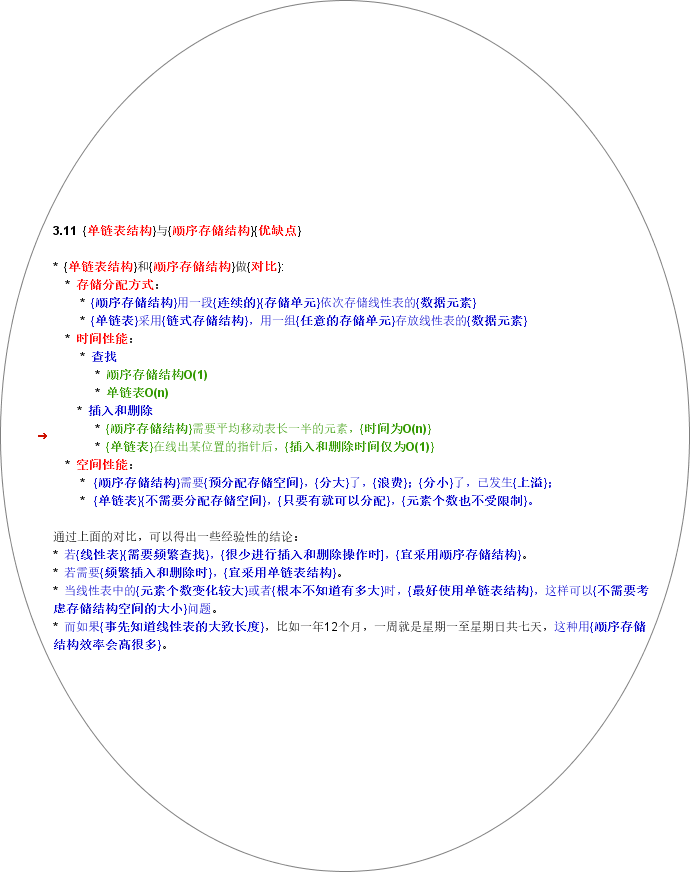 3.11 {单链表结构}与{顺序存储结构}{优缺点}
* {单链表结构}和{顺序存储结构}做{对比}:
* 存储分配方式：
* {顺序存储结构}用一段{连续的}{存储单元}依次存储线性表的{数据元素}
* {单链表}采用{链式存储结构}，用一组{任意的存储单元}存放线性表的{数据元素}
* 时间性能：
* 查找
* 顺序存储结构O(1)
* 单链表O(n)
* 插入和删除
* {顺序存储结构}需要平均移动表长一半的元素，{时间为O(n)}
➔ * {单链表}在线出某位置的指针后，{插入和删除时间仅为O(1)}
* 空间性能：
* {顺序存储结构}需要{预分配存储空间}，{分大}了，{浪费}；{分小}了，已发生{上溢}；
* {单链表}{不需要分配存储空间}，{只要有就可以分配}，{元素个数也不受限制}。
通过上面的对比，可以得出一些经验性的结论：
* 若{线性表}{需要频繁查找}，{很少进行插入和删除操作时]，{宜采用顺序存储结构}。
* 若需要{频繁插入和删除时}，{宜采用单链表结构}。
* 当线性表中的{元素个数变化较大}或者{根本不知道有多大}时，{最好使用单链表结构}，这样可以{不需要考
虑存储结构空间的大小}问题。
* 而如果{事先知道线性表的大致长度}，比如一年12个月，一周就是星期一至星期日共七天，这种用{顺序存储
结构效率会高很多}。